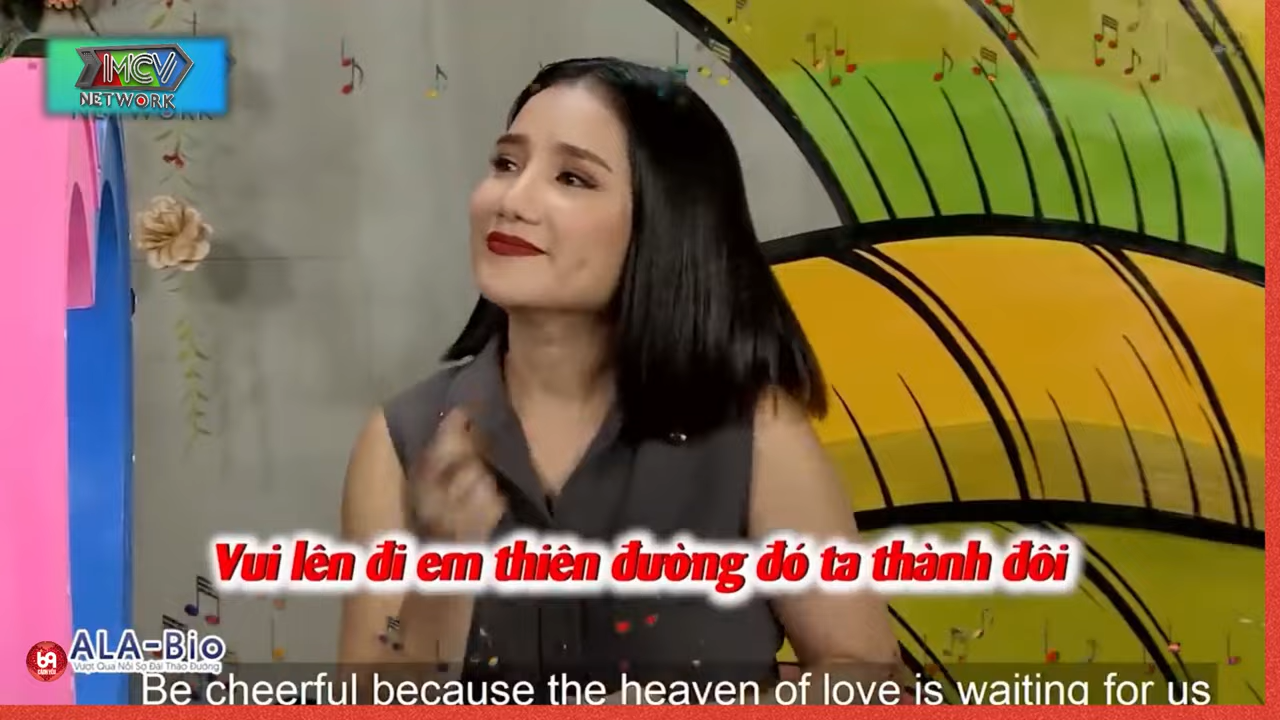 MCV
NETWORK
Vui lên đi em thiên đường đó ta thành đôi
ALA-Bio
Vượt Qua Nỗi Sợ Đái Tháo Đường
Be cheerful because the heaven of love is waiting for us